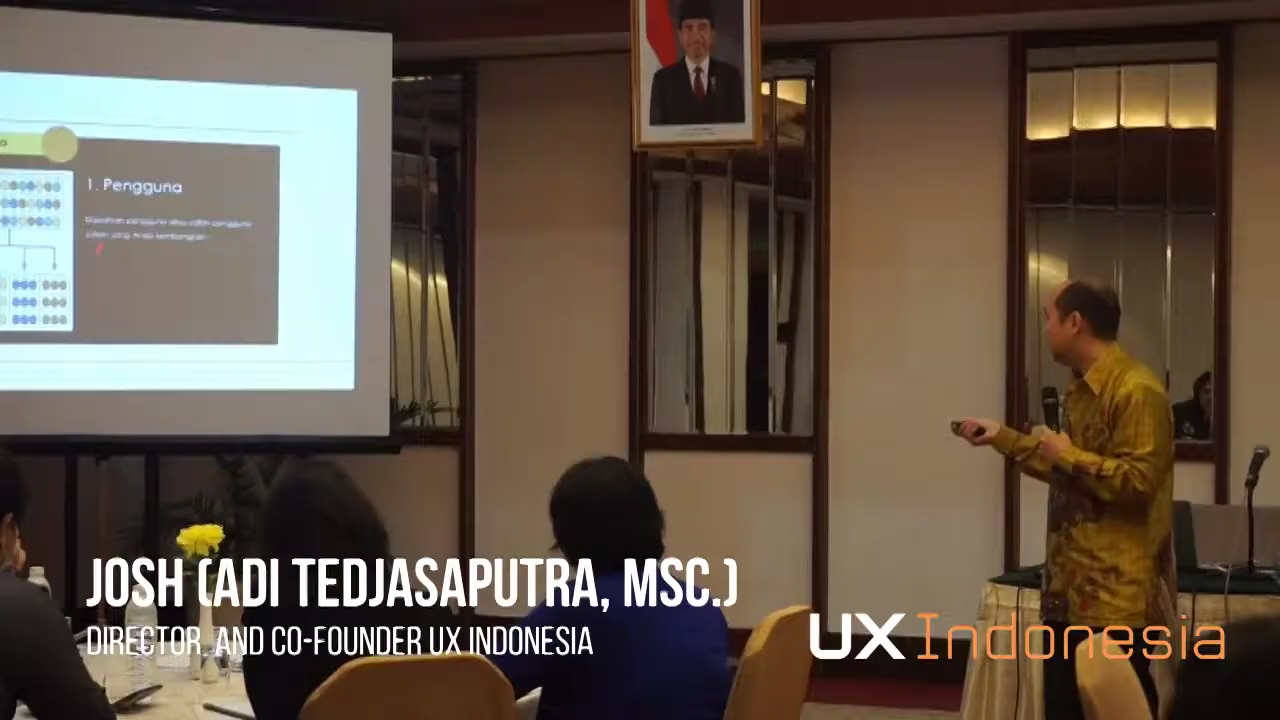 1. Pengguna
JOSH (ADI TEDJASAPUTRA, MSC.)
DIRECTOR. AND CO-FOUNDER UX INDONESIA
UX Indonesia